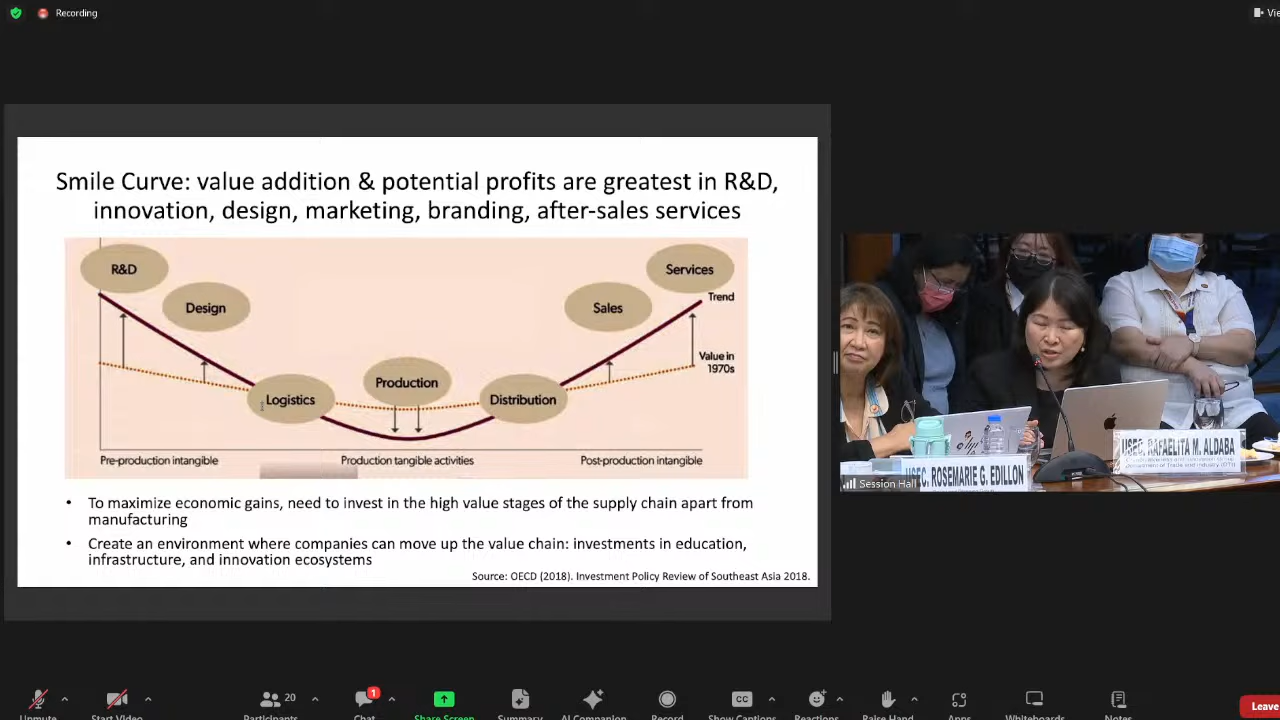 Recording
Vie
Smile Curve: value addition & potential profits are greatest in R&D,
innovation, design, marketing, branding, after-sales services
R&D
Services
Trend
Design
Sales
Value in
1970s
Production
Logistics
Distribution
Pre-production intangible
Production tangible activities
Post-production intangible
• To maximize economic gains, need to invest in the high value stages of the supply chain apart from
manufacturing
• Create an environment where companies can move up the value chain: investments in education,
infrastructure, and innovation ecosystems
Source: OECD (2018). Investment Policy Review of Southeast Asia 2018.
USEC. RAFAELITA M. ALDABA
USEC. ROSEMARIE G. EDILLON
Session Hall
20
1
CC
Unmute
Start Video
Participants
Chat
Share Screen
Summary
AI Companion
Record
Show Captions
Reactions
Raise Hand
Apps
Whiteboards
Notes
Leave